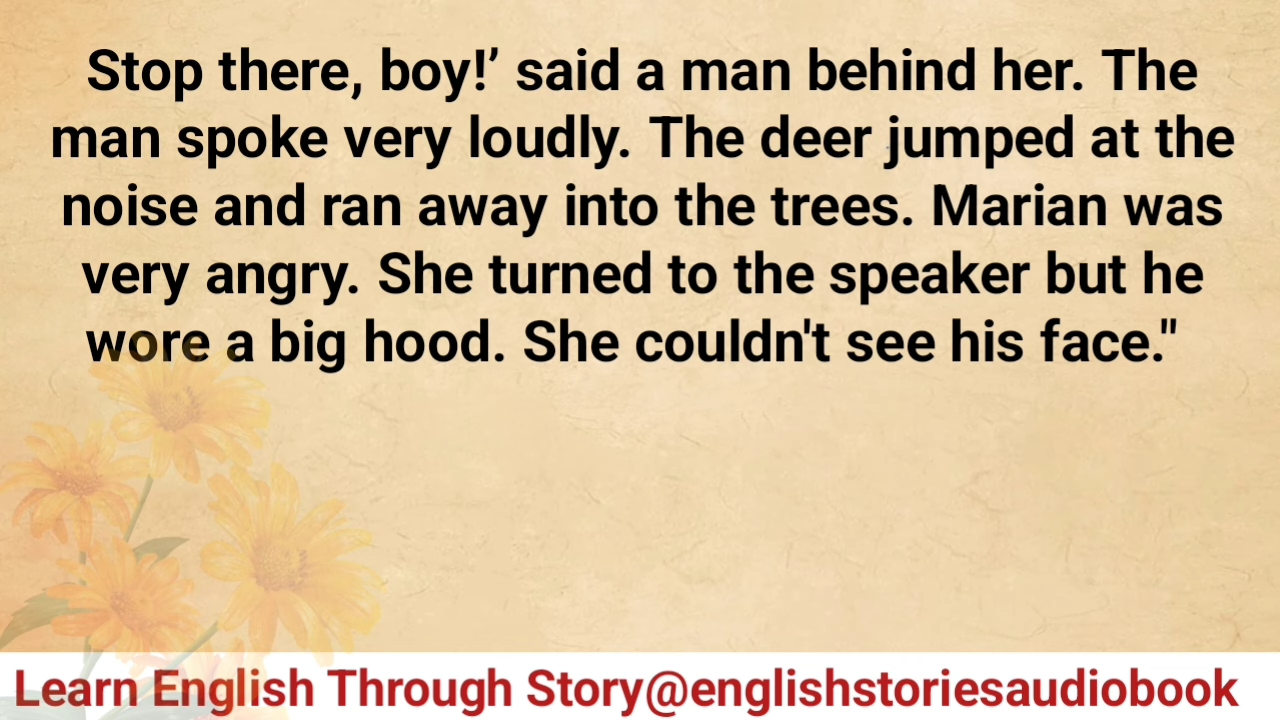 Stop there, boy!’ said a man behind her. The
man spoke very loudly. The deer jumped at the
noise and ran away into the trees. Marian was
very angry. She turned to the speaker but he
wore a big hood. She couldn't see his face."
Learn English Through Story@englishstoriesaudiobook